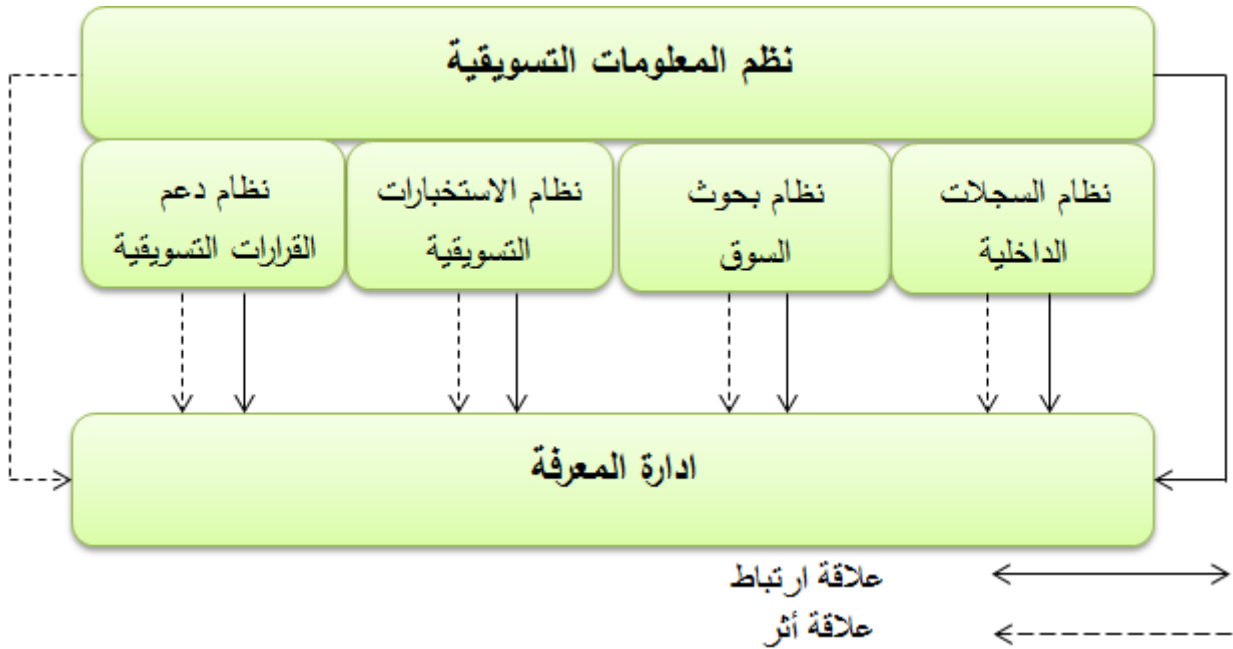 نظم المعلومات التسويقية
نظام السجلات
الداخلية
نظام بحوث
السوق
نظام الاستخبارات
التسويقية
نظام دعم
القرارات التسويقية
ادارة المعرفة
علاقة ارتباط
علاقة أثر